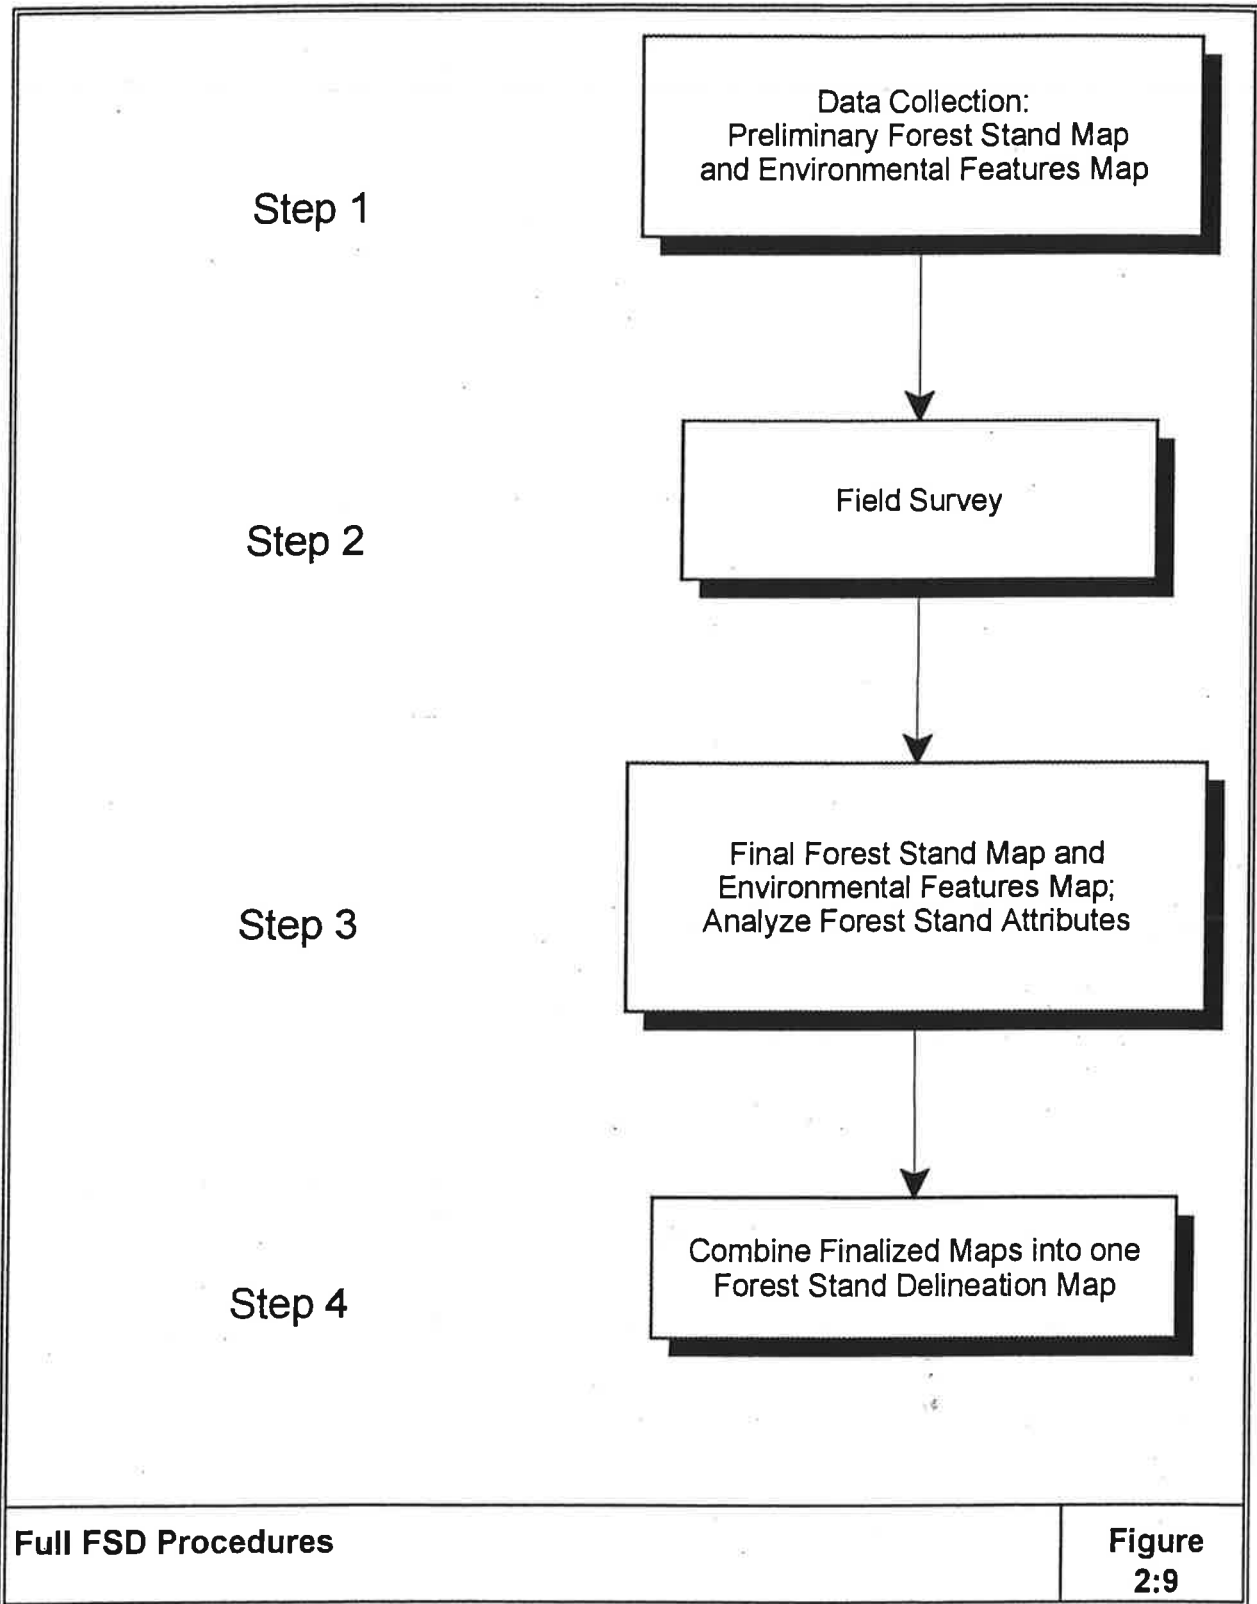 Data Collection:
Preliminary Forest Stand Map
and Environmental Features Map
Step 1
Field Survey
Step 2
Final Forest Stand Map and
Environmental Features Map;
Analyze Forest Stand Attributes
Step 3
Combine Finalized Maps into one
Forest Stand Delineation Map
Step 4
Full FSD Procedures
Figure
2:9